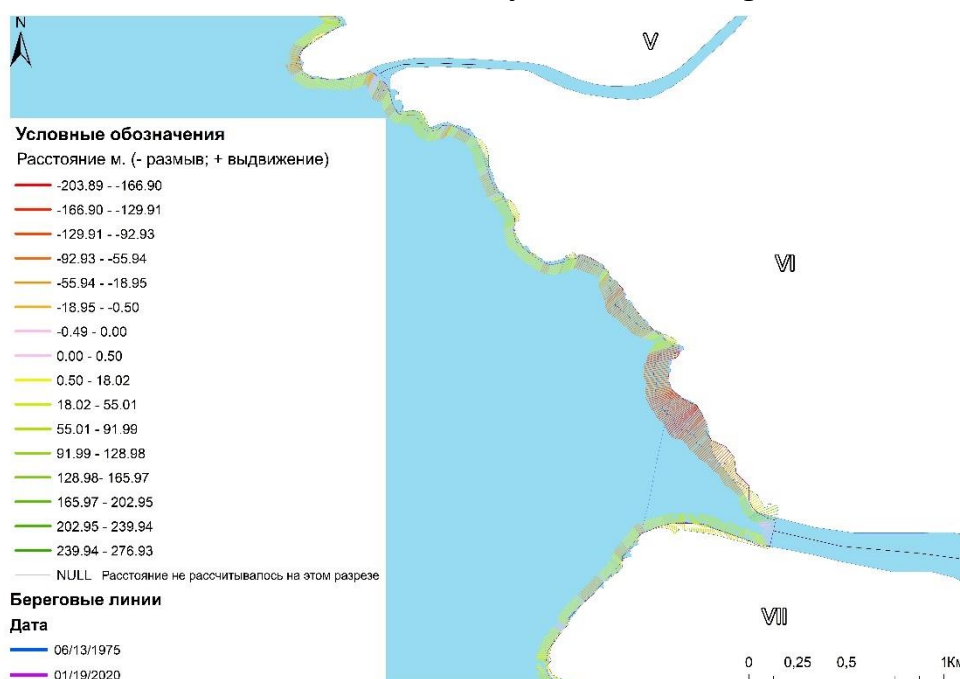 N
V
Условные обозначения
Расстояние м. (- размыв; + выдвижение)
-203.89 - -166.90
-166.90 - -129.91
-129.91 - -92.93
-92.93 - -55.94
-55.94 - -18.95
-18.95 - -0.50
-0.49 - 0.00
0.00 - 0.50
0.50 - 18.02
18.02 - 55.01
55.01 - 91.99
91.99 - 128.98
128.98- 165.97
165.97 - 202.95
202.95 - 239.94
239.94 - 276.93
NULL Расстояние не рассчитывалось на этом разрезе
Береговые линии
Дата
06/13/1975
01/19/2020
VI
VII
0 0,25 0,5 1Км